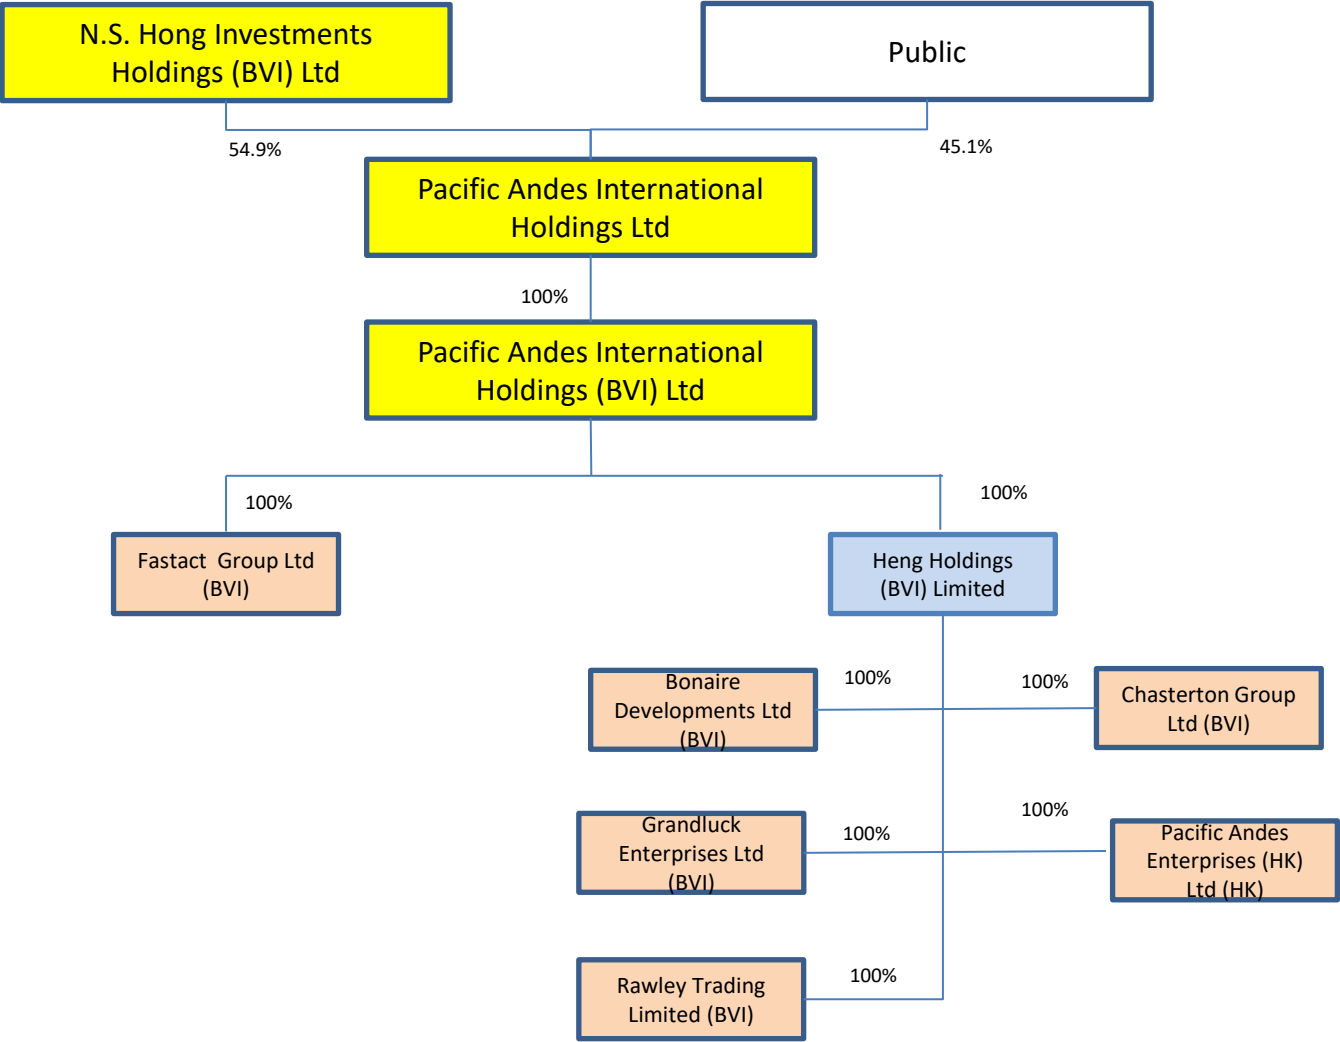 N.S. Hong Investments
Holdings (BVI) Ltd
Public
54.9%
45.1%
Pacific Andes International
Holdings Ltd
100%
Pacific Andes International
Holdings (BVI) Ltd
100%
100%
Fastact Group Ltd
(BVI)
Heng Holdings
(BVI) Limited
Bonaire
Developments Ltd
(BVI)
100%
100%
Chasterton Group
Ltd (BVI)
Grandluck
Enterprises Ltd
(BVI)
100%
100%
Pacific Andes
Enterprises (HK)
Ltd (HK)
Rawley Trading
Limited (BVI)
100%